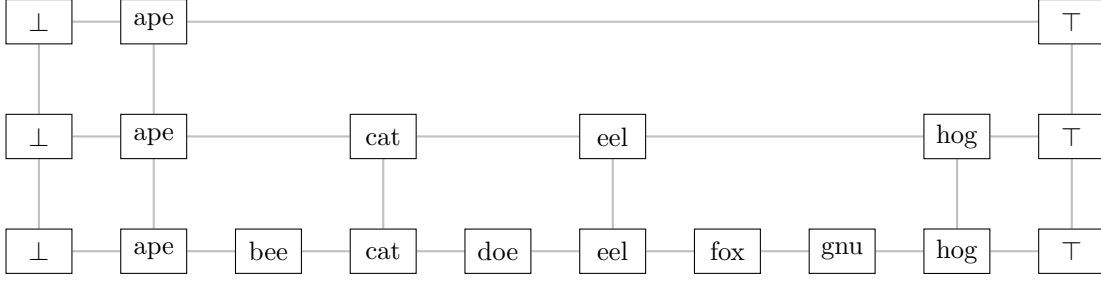 ⊥ ape ⊤
⊥ ape cat eel hog ⊤
⊥ ape bee cat doe eel fox gnu hog ⊤